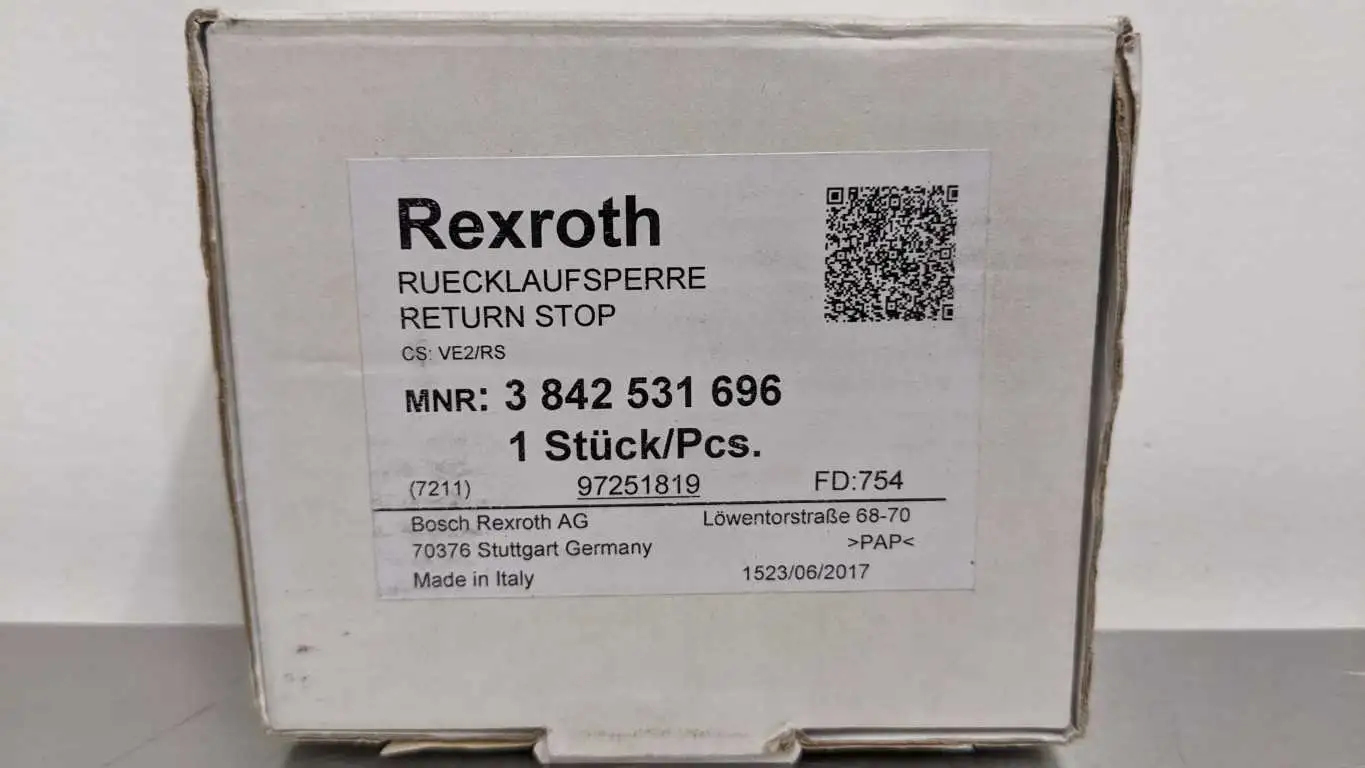 Rexroth
RUECKLAUFSPERRE
RETURN STOP
CS: VE2/RS
MNR: 3 842 531 696
1 Stück/Pcs.
(7211) 97251819 FD:754
Bosch Rexroth AG Löwentorstraße 68-70
70376 Stuttgart Germany >PAP<
Made in Italy 1523/06/2017